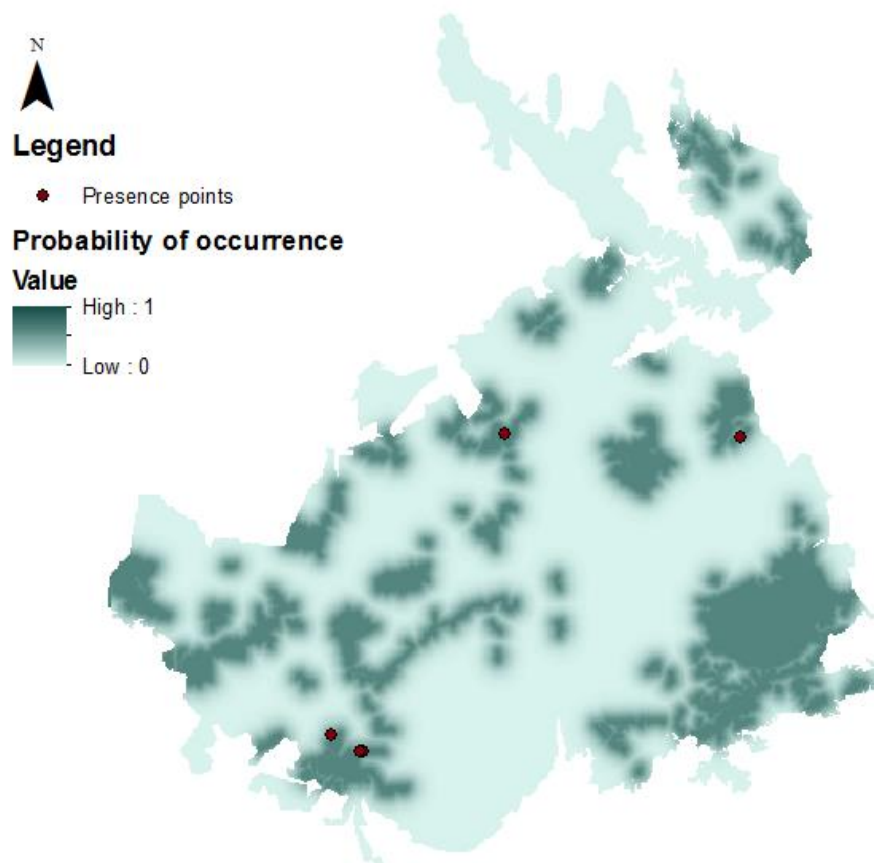 N
Legend
Presence points
Probability of occurrence
Value
High : 1
Low : 0